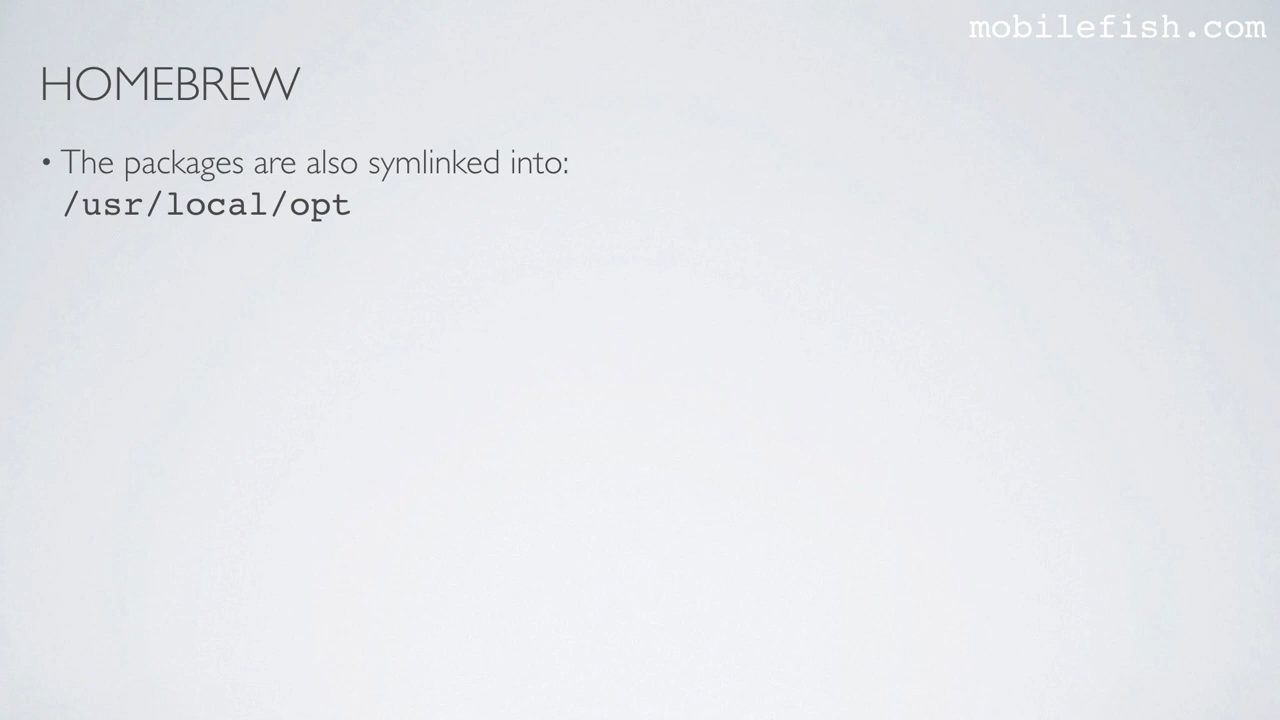 mobilefish.com
HOMEBREW
• The packages are also symlinked into:
/usr/local/opt